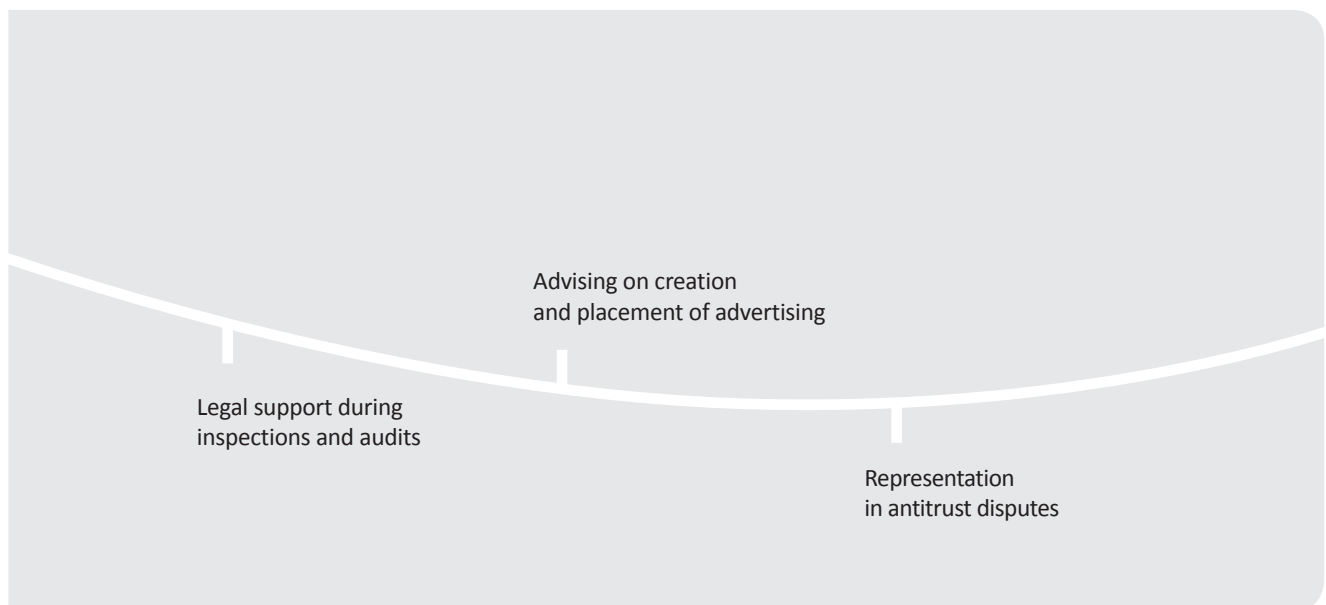 Advising on creation
and placement of advertising
Legal support during
inspections and audits
Representation
in antitrust disputes